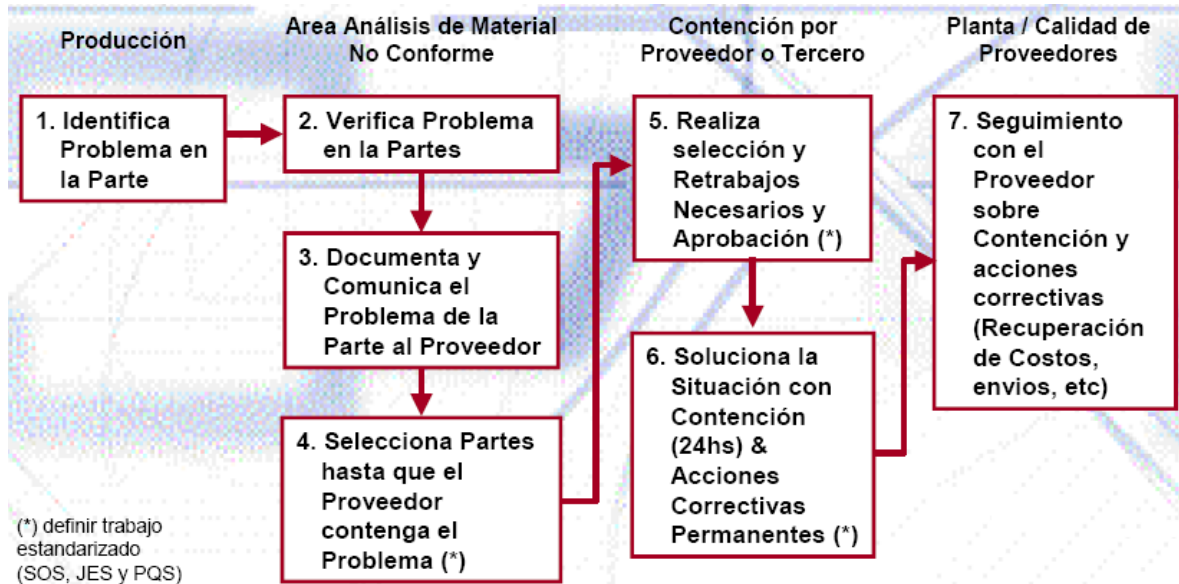 Producción
Area Análisis de Material
No Conforme
Contención por
Proveedor o Tercero
Planta / Calidad de
Proveedores
1. Identifica
Problema en
la Parte
2. Verifica Problema
en la Partes
3. Documenta y
Comunica el
Problema de la
Parte al Proveedor
4. Selecciona Partes
hasta que el
Proveedor
contenga el
Problema (*)
5. Realiza
selección y
Retrabajos
Necesarios y
Aprobación (*)
6. Soluciona la
Situación con
Contención
(24hs) &
Acciones
Correctivas
Permanentes (*)
7. Seguimiento
con el
Proveedor
sobre
Contención y
acciones
correctivas
(Recuperación
de Costos,
envios, etc)
(*) definir trabajo
estandarizado
(SOS, JES y PQS)